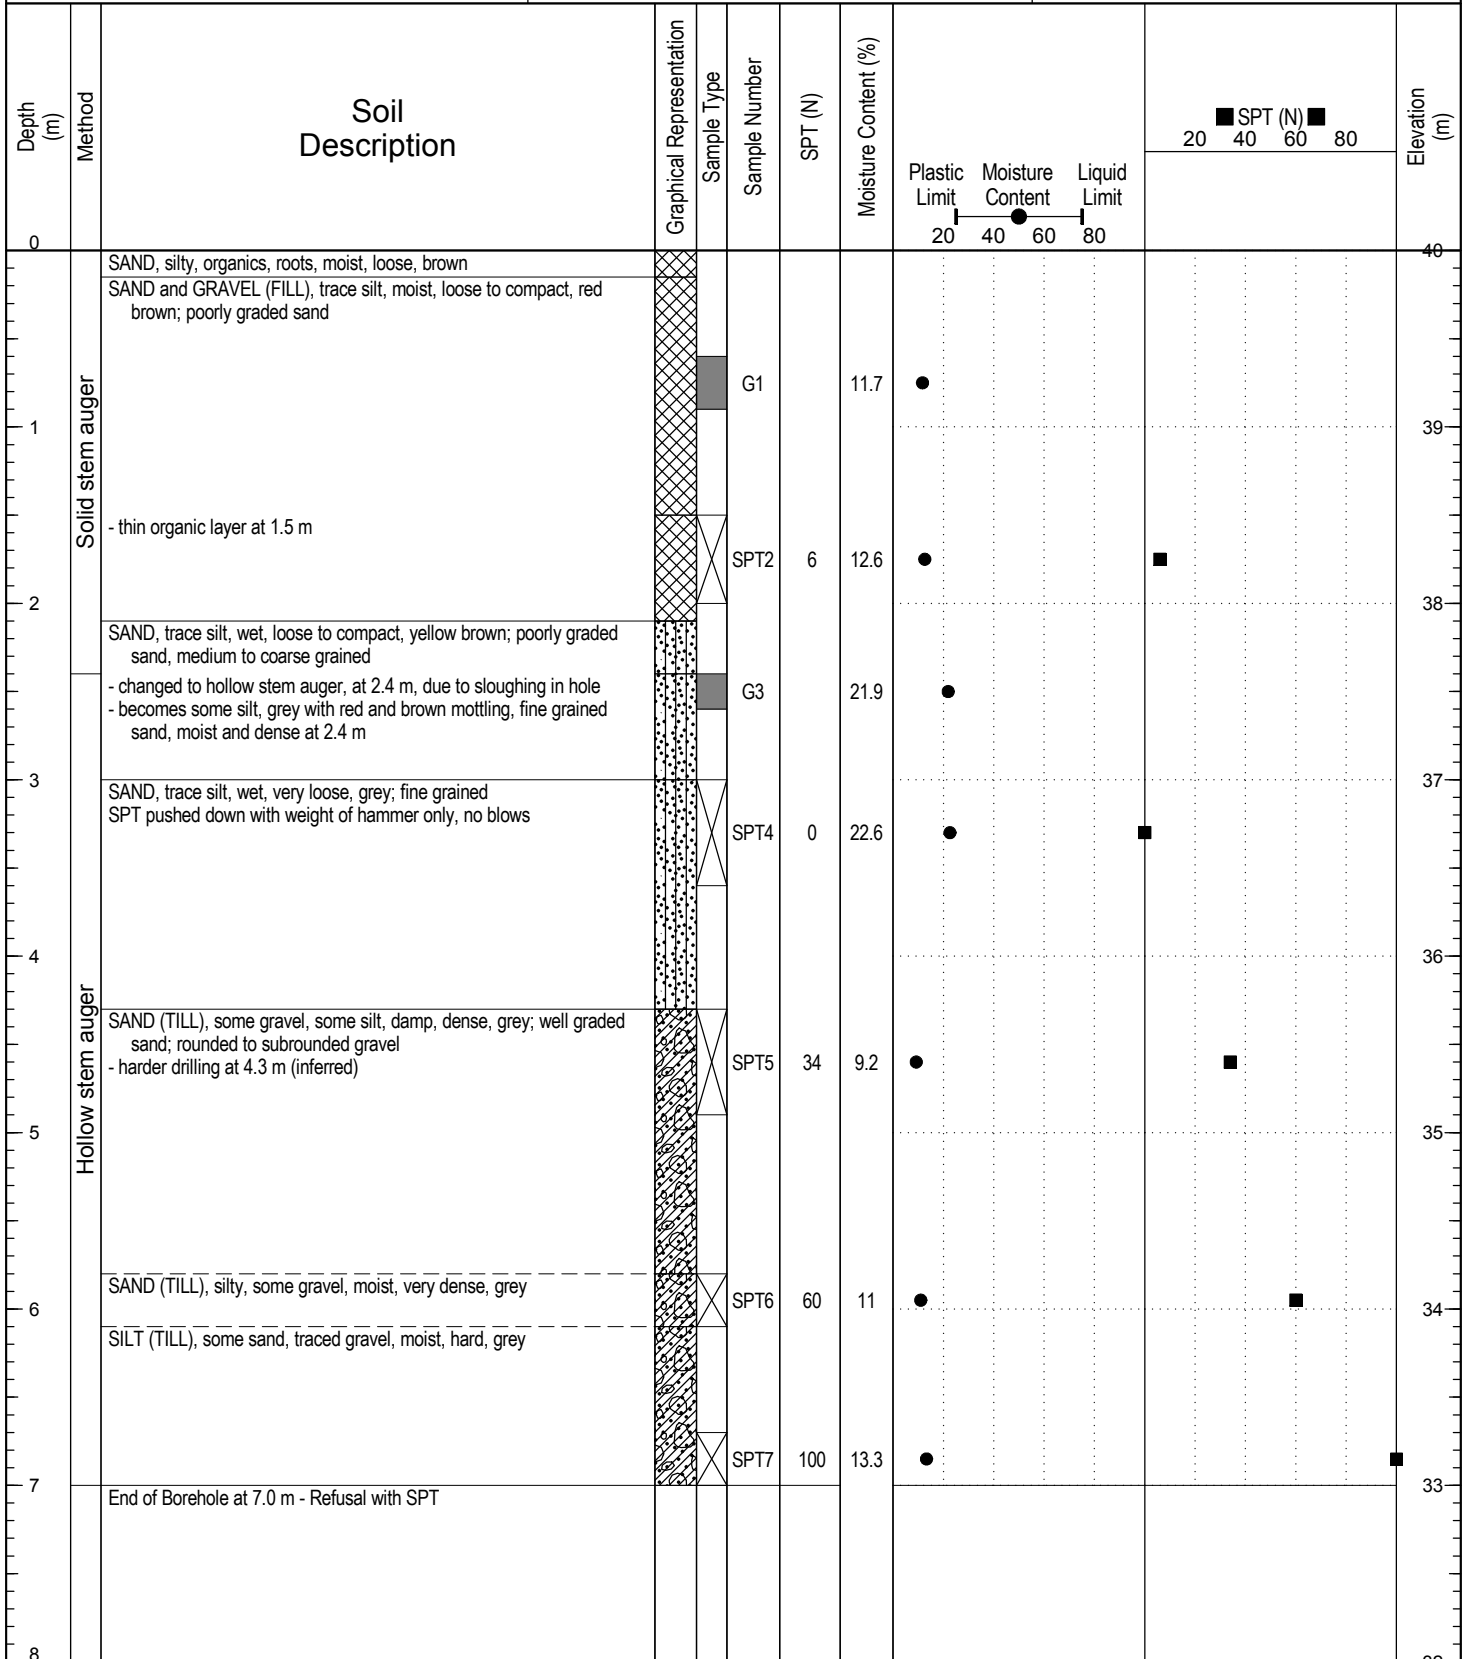 Depth
(m)
Method
Soil
Description
Graphical Representation
Sample Type
Sample Number
SPT (N)
Moisture Content (%)
Plastic Moisture Liquid
Limit Content Limit
20 40 60 80
SPT (N)
20 40 60 80
Elevation
(m)
0
40
SAND, silty, organics, roots, moist, loose, brown
SAND and GRAVEL (FILL), trace silt, moist, loose to compact, red
brown; poorly graded sand
Solid stem auger
G1 11.7
1
39
- thin organic layer at 1.5 m
SPT2 6 12.6
2
38
SAND, trace silt, wet, loose to compact, yellow brown; poorly graded
sand, medium to coarse grained
- changed to hollow stem auger, at 2.4 m, due to sloughing in hole
G3 21.9
- becomes some silt, grey with red and brown mottling, fine grained
sand, moist and dense at 2.4 m
3
37
SAND, trace silt, wet, very loose, grey; fine grained
SPT pushed down with weight of hammer only, no blows
SPT4 0 22.6
4
36
Hollow stem auger
SAND (TILL), some gravel, some silt, damp, dense, grey; well graded
sand; rounded to subrounded gravel
- harder drilling at 4.3 m (inferred)
SPT5 34 9.2
5
35
SAND (TILL), silty, some gravel, moist, very dense, grey
SPT6 60 11
6
34
SILT (TILL), some sand, traced gravel, moist, hard, grey
SPT7 100 13.3
7
33
End of Borehole at 7.0 m - Refusal with SPT
8